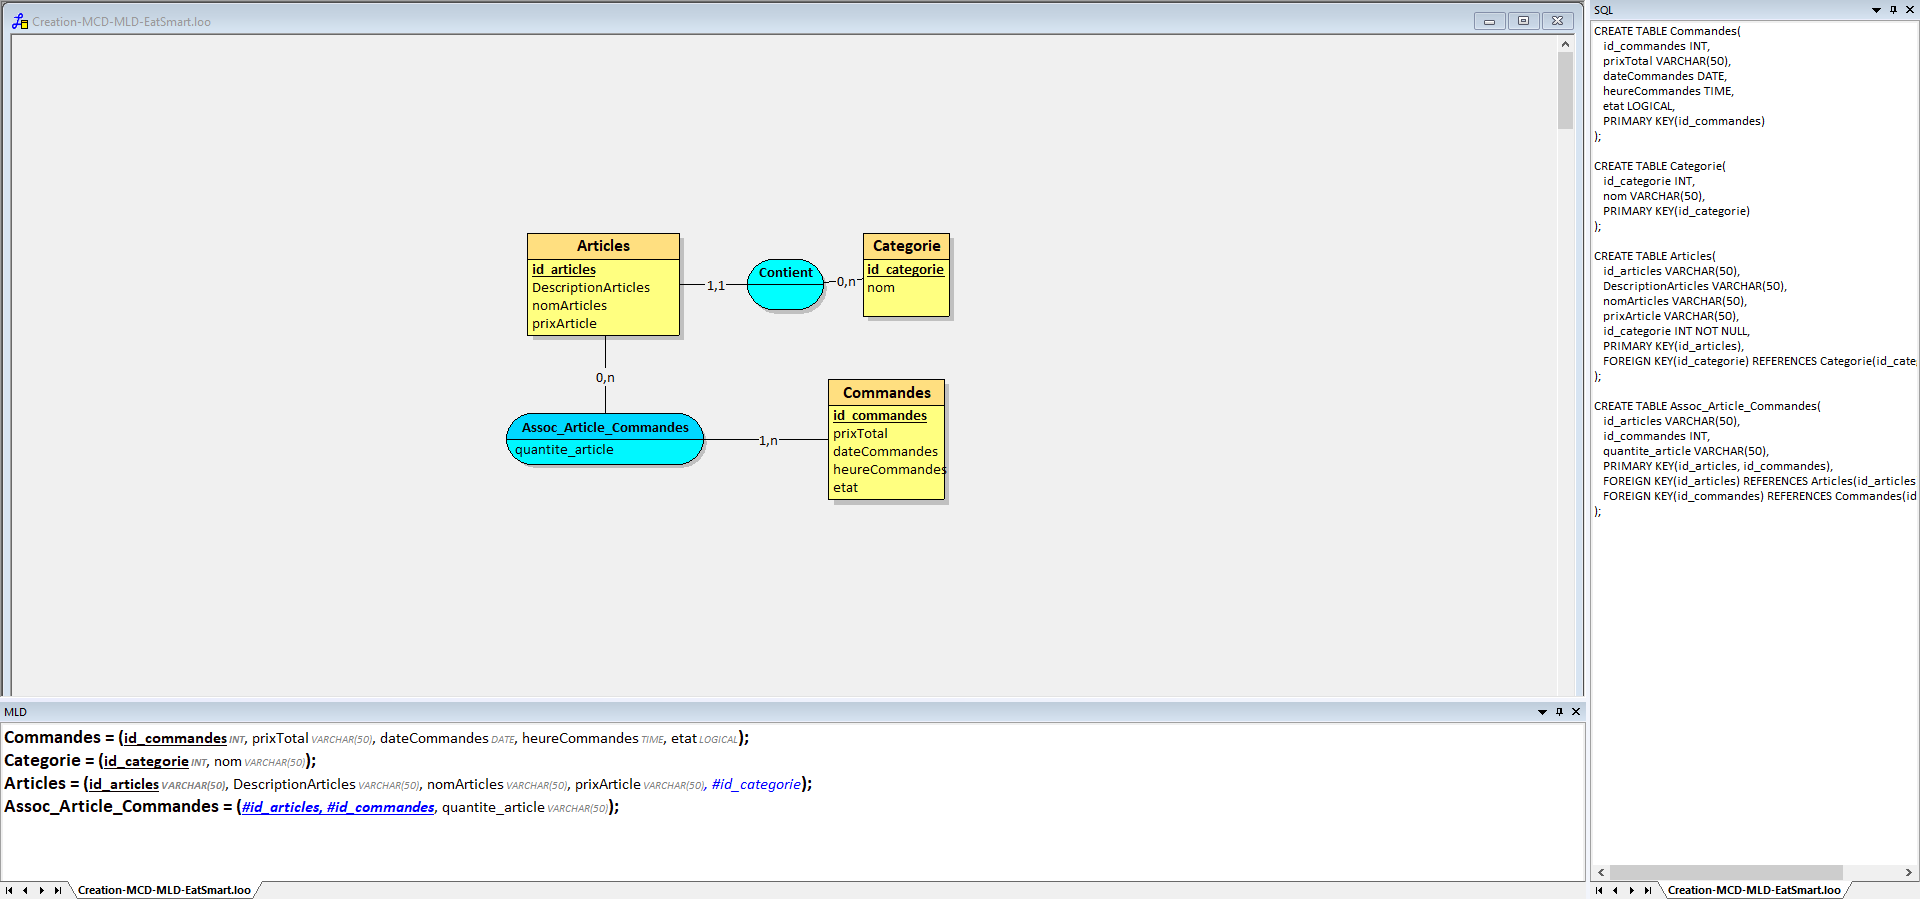 Creation-MCD-MLD-EatSmart.loo
Articles
id_articles
DescriptionArticles
nomArticles
prixArticle
1,1
Contient
0,n
Categorie
id_categorie
nom
0,n
Assoc_Article_Commandes
quantite_article
1,n
Commandes
id_commandes
prixTotal
dateCommandes
heureCommandes
etat
MLD
Commandes = (id_commandes INT, prixTotal VARCHAR(50), dateCommandes DATE, heureCommandes TIME, etat LOGICAL);
Categorie = (id_categorie INT, nom VARCHAR(50));
Articles = (id_articles VARCHAR(50), DescriptionArticles VARCHAR(50), nomArticles VARCHAR(50), prixArticle VARCHAR(50), #id_categorie);
Assoc_Article_Commandes = (#id_articles, #id_commandes, quantite_article VARCHAR(50));
Creation-MCD-MLD-EatSmart.loo
SQL
CREATE TABLE Commandes(
id_commandes INT,
prixTotal VARCHAR(50),
dateCommandes DATE,
heureCommandes TIME,
etat LOGICAL,
PRIMARY KEY(id_commandes)
);
CREATE TABLE Categorie(
id_categorie INT,
nom VARCHAR(50),
PRIMARY KEY(id_categorie)
);
CREATE TABLE Articles(
id_articles VARCHAR(50),
DescriptionArticles VARCHAR(50),
nomArticles VARCHAR(50),
prixArticle VARCHAR(50),
id_categorie INT NOT NULL,
PRIMARY KEY(id_articles),
FOREIGN KEY(id_categorie) REFERENCES Categorie(id_cate
);
CREATE TABLE Assoc_Article_Commandes(
id_articles VARCHAR(50),
id_commandes INT,
quantite_article VARCHAR(50),
PRIMARY KEY(id_articles, id_commandes),
FOREIGN KEY(id_articles) REFERENCES Articles(id_articles
FOREIGN KEY(id_commandes) REFERENCES Commandes(id
);
Creation-MCD-MLD-EatSmart.loo